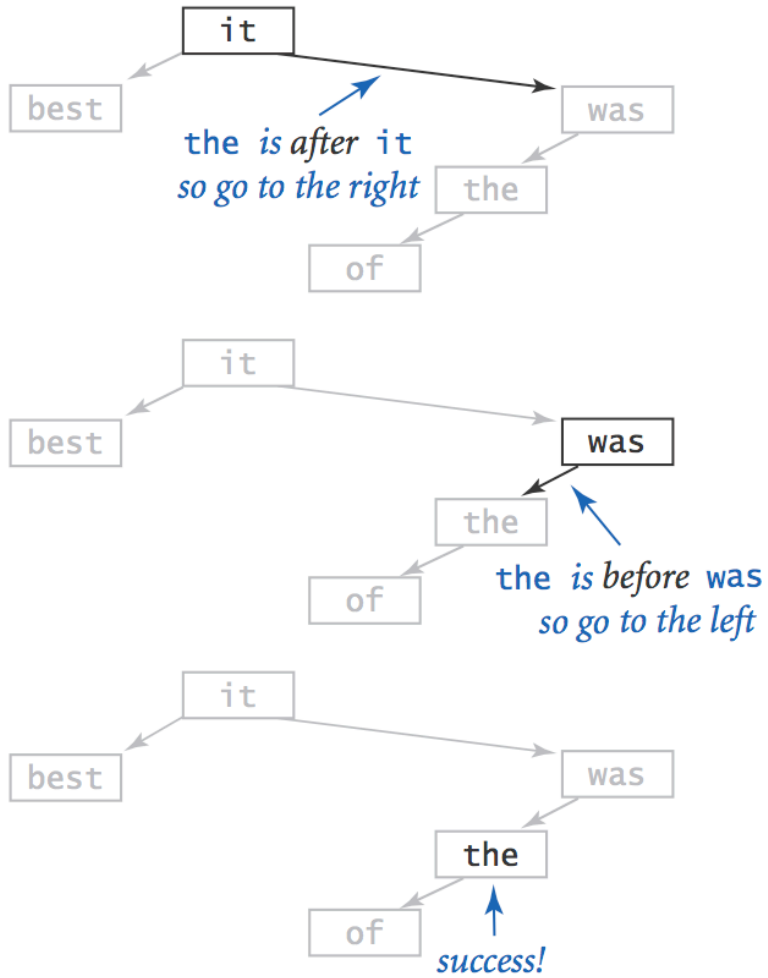 it
best
was
the is after it
so go to the right
the
of
it
best
was
the
of
the is before was
so go to the left
it
best
was
the
of
success!